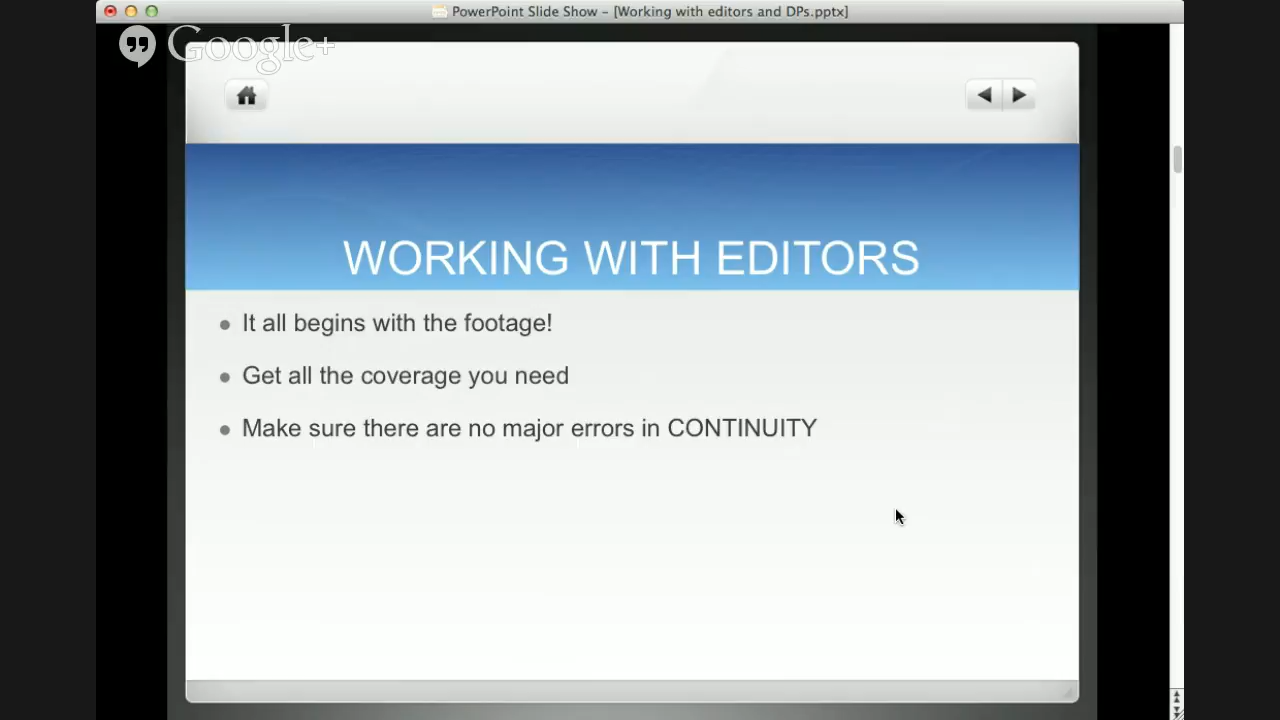 PowerPoint Slide Show - [Working with editors and DPs.pptx]
Google+
WORKING WITH EDITORS
It all begins with the footage!
Get all the coverage you need
Make sure there are no major errors in CONTINUITY